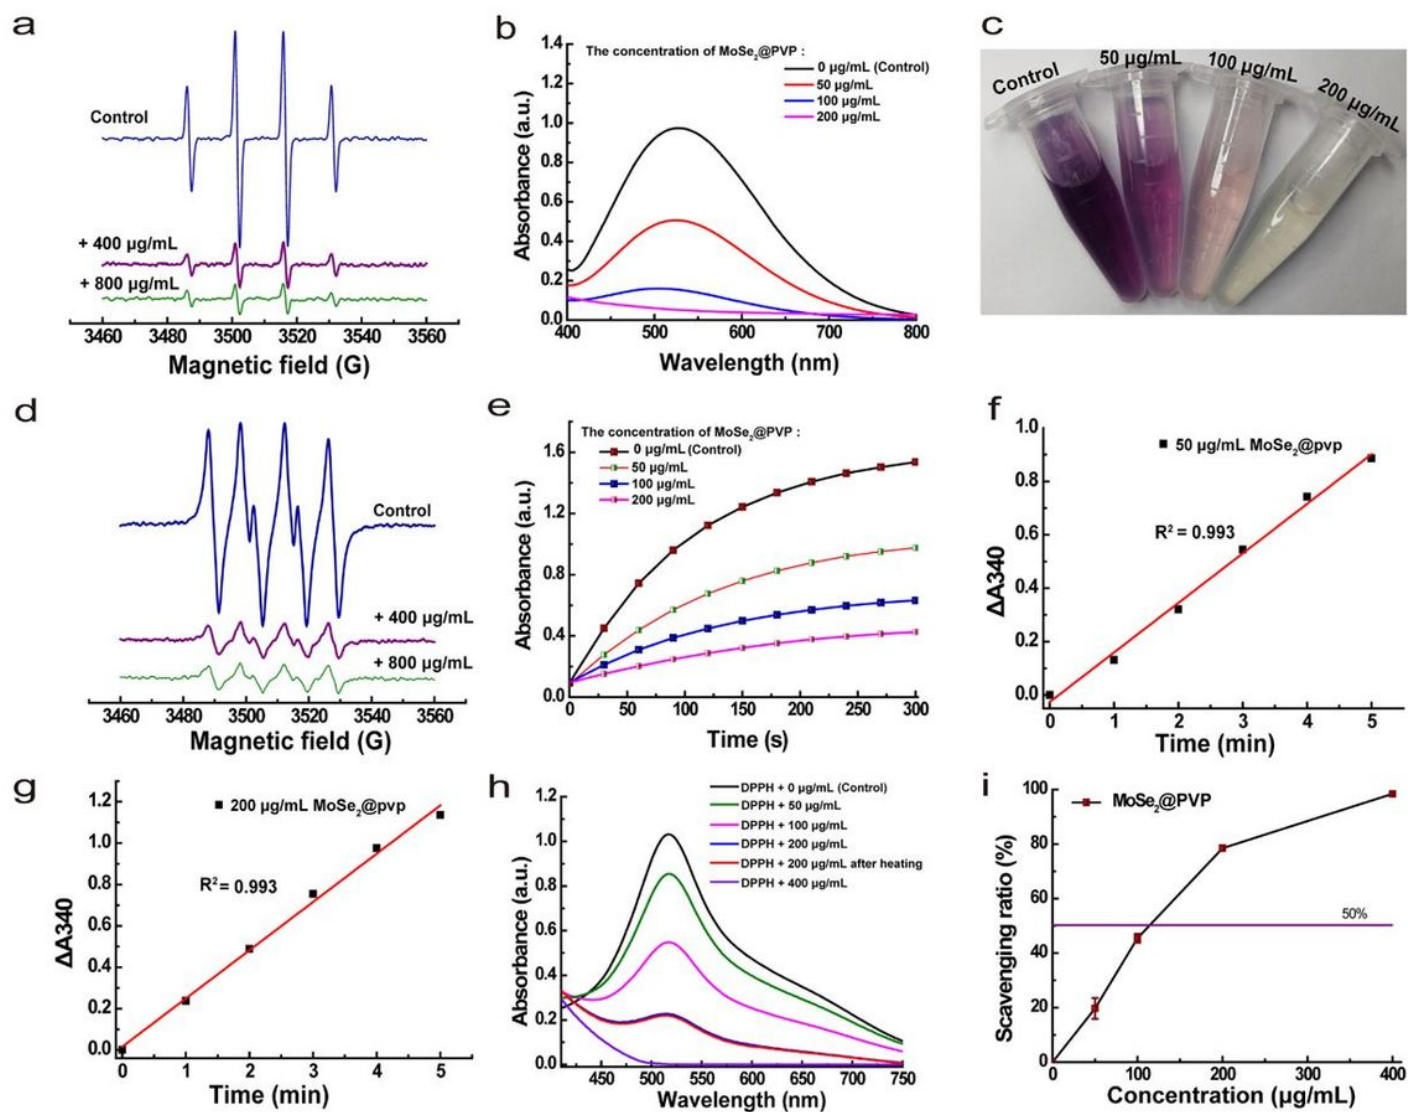 a
Control
+ 400 µg/mL
+ 800 µg/mL
3460 3480 3500 3520 3540 3560
Magnetic field (G)
b
The concentration of MoSe₂@PVP :
0 µg/mL (Control)
50 µg/mL
100 µg/mL
200 µg/mL
1.4
1.2
1.0
0.8
0.6
0.4
0.2
0.0
Absorbance (a.u.)
400 500 600 700 800
Wavelength (nm)
c
Control
50 µg/mL
100 µg/mL
200 µg/mL
d
Control
+ 400 µg/mL
+ 800 µg/mL
3460 3480 3500 3520 3540 3560
Magnetic field (G)
e
The concentration of MoSe₂@PVP :
0 µg/mL (Control)
50 µg/mL
100 µg/mL
200 µg/mL
1.6
1.2
0.8
0.4
0.0
Absorbance (a.u.)
0 50 100 150 200 250 300
Time (s)
f
50 µg/mL MoSe₂@pvp
R² = 0.993
1.0
0.8
0.6
0.4
0.2
0.0
ΔA340
0 1 2 3 4 5
Time (min)
g
200 µg/mL MoSe₂@pvp
R² = 0.993
1.2
1.0
0.8
0.6
0.4
0.2
0.0
ΔA340
0 1 2 3 4 5
Time (min)
h
DPPH + 0 µg/mL (Control)
DPPH + 50 µg/mL
DPPH + 100 µg/mL
DPPH + 200 µg/mL
DPPH + 200 µg/mL after heating
DPPH + 400 µg/mL
1.2
1.0
0.8
0.6
0.4
0.2
0.0
Absorbance (a.u.)
450 500 550 600 650 700 750
Wavelength (nm)
i
MoSe₂@PVP
50%
100
80
60
40
20
0
Scavenging ratio (%)
0 100 200 300 400
Concentration (µg/mL)